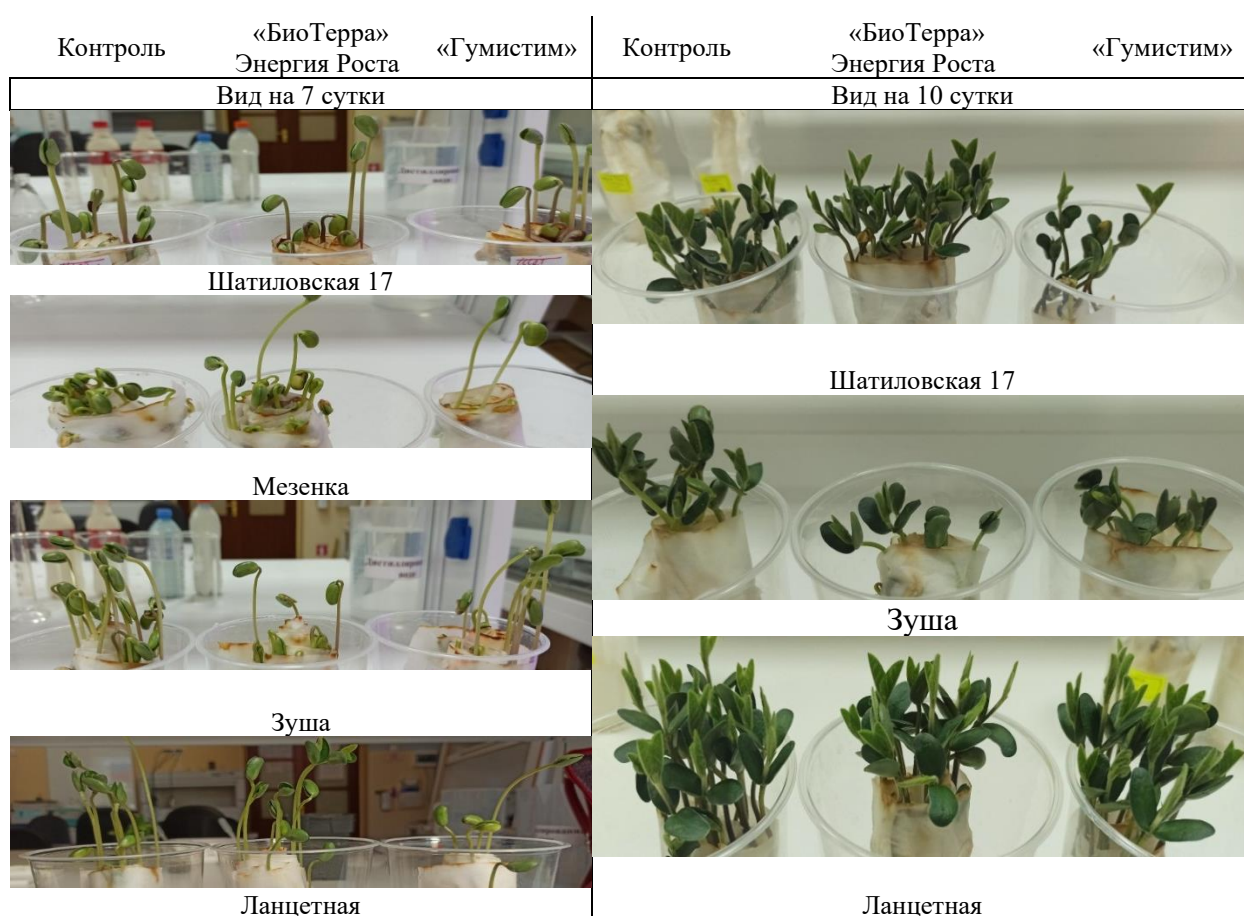 Контроль
«БиоТерра»
Энергия Роста
«Гумистим»
Контроль
«БиоТерра»
Энергия Роста
«Гумистим»
Вид на 7 сутки
Вид на 10 сутки
Шатиловская 17
Мезенка
Зуша
Ланцетная
Шатиловская 17
Зуша
Ланцетная